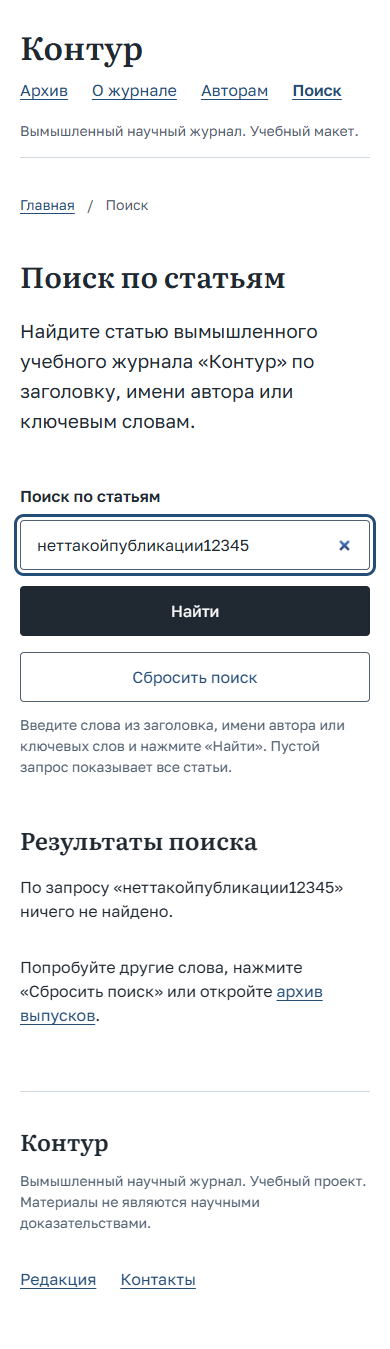 Контур
Архив О журнале Авторам Поиск
Вымышленный научный журнал. Учебный макет.
Главная / Поиск
Поиск по статьям
Найдите статью вымышленного
учебного журнала «Контур» по
заголовку, имени автора или
ключевым словам.
Поиск по статьям
неттакойпубликации12345
Найти
Сбросить поиск
Введите слова из заголовка, имени автора или
ключевых слов и нажмите «Найти». Пустой
запрос показывает все статьи.
Результаты поиска
По запросу «неттакойпубликации12345»
ничего не найдено.
Попробуйте другие слова, нажмите
«Сбросить поиск» или откройте архив
выпусков.
Контур
Вымышленный научный журнал. Учебный проект.
Материалы не являются научными
доказательствами.
Редакция Контакты